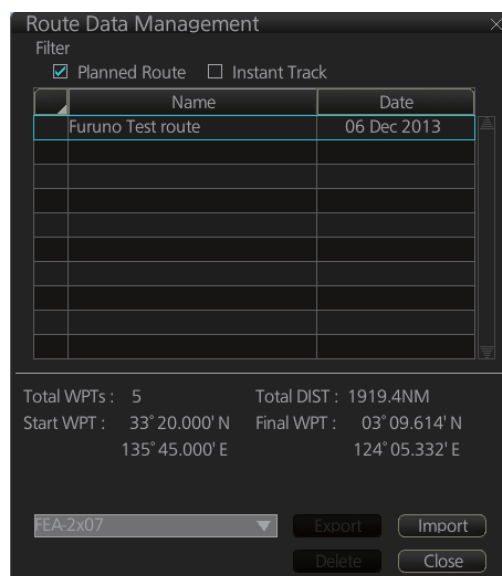 Route Data Management
Filter
Planned Route Instant Track
Name Date
Furuno Test route 06 Dec 2013
Total WPTs : 5 Total DIST : 1919.4NM
Start WPT : 33°20.000' N Final WPT : 03°09.614' N
135°45.000' E 124°05.332' E
FEA-2x07 Export Import
Delete Close